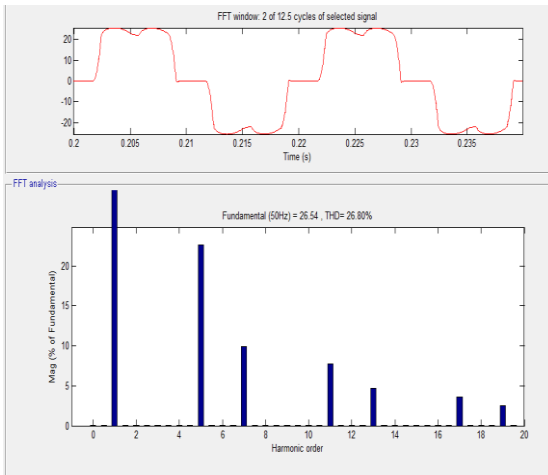 FFT window: 2 of 12.5 cycles of selected signal
20
10
0
-10
-20
0.2 0.205 0.21 0.215 0.22 0.225 0.23 0.235
Time (s)
FFT analysis
Fundamental (50Hz) = 26.54 , THD= 26.80%
Mag (% of Fundamental)
20
15
10
5
0
0 2 4 6 8 10 12 14 16 18 20
Harmonic order